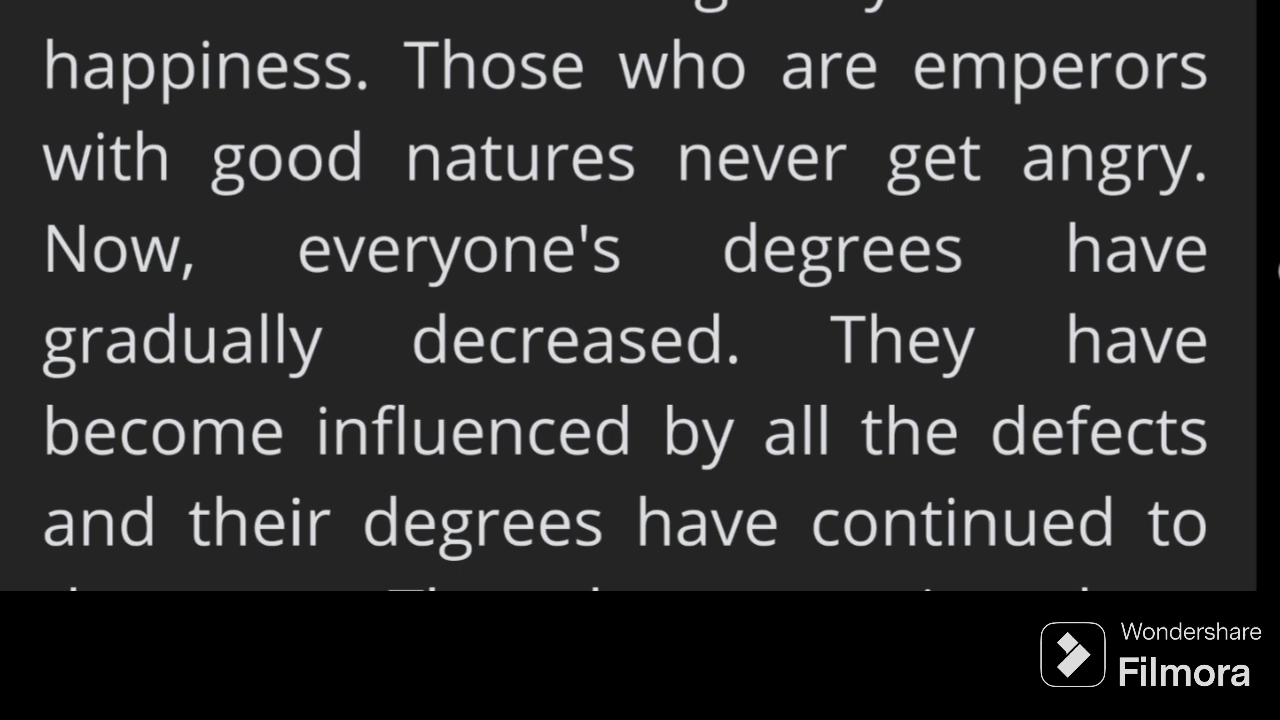 happiness. Those who are emperors
with good natures never get angry.
Now, everyone's degrees have
gradually decreased. They have
become influenced by all the defects
and their degrees have continued to
Wondershare
Filmora